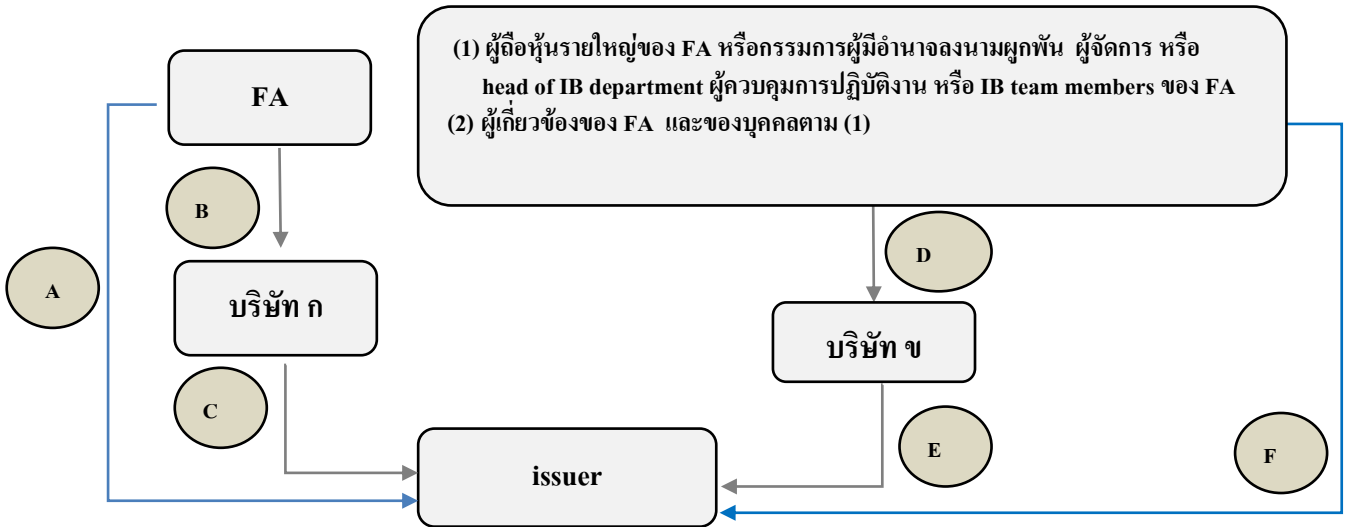 (1) ผู้ถือหุ้นรายใหญ่ของ FA หรือกรรมการผู้มีอำนาจลงนามผูกพัน ผู้จัดการ หรือ
head of IB department ผู้ควบคุมการปฏิบัติงาน หรือ IB team members ของ FA
(2) ผู้เกี่ยวข้องของ FA และของบุคคลตาม (1)
FA
B
D
A
บริษัท ก
บริษัท ข
C
E
F
issuer